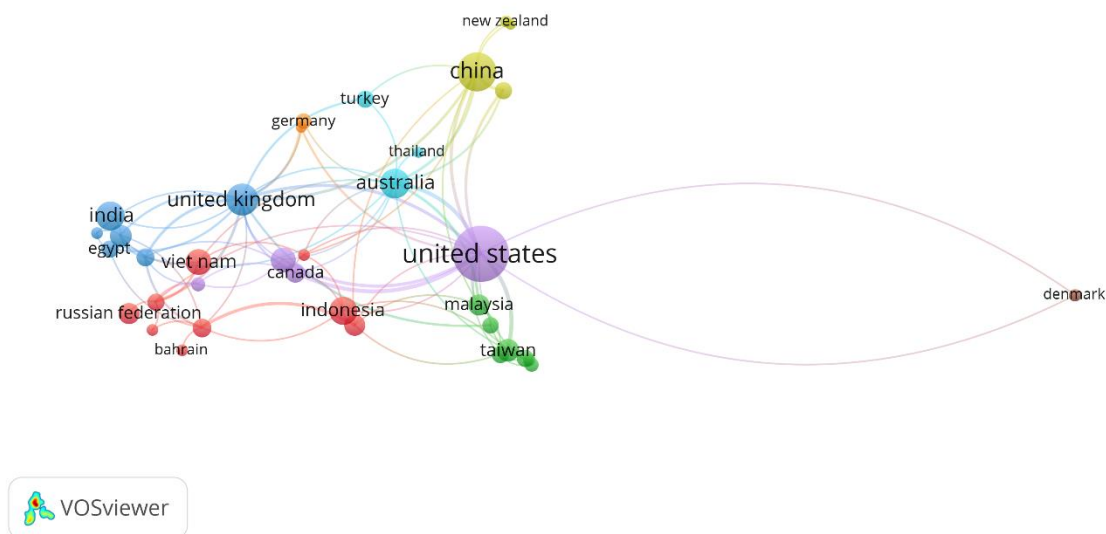 new zealand
china
turkey
germany
thailand
australia
united kingdom
india
egypt
united states
viet nam
canada
denmark
malaysia
russian federation
indonesia
bahrain
taiwan
VOSviewer